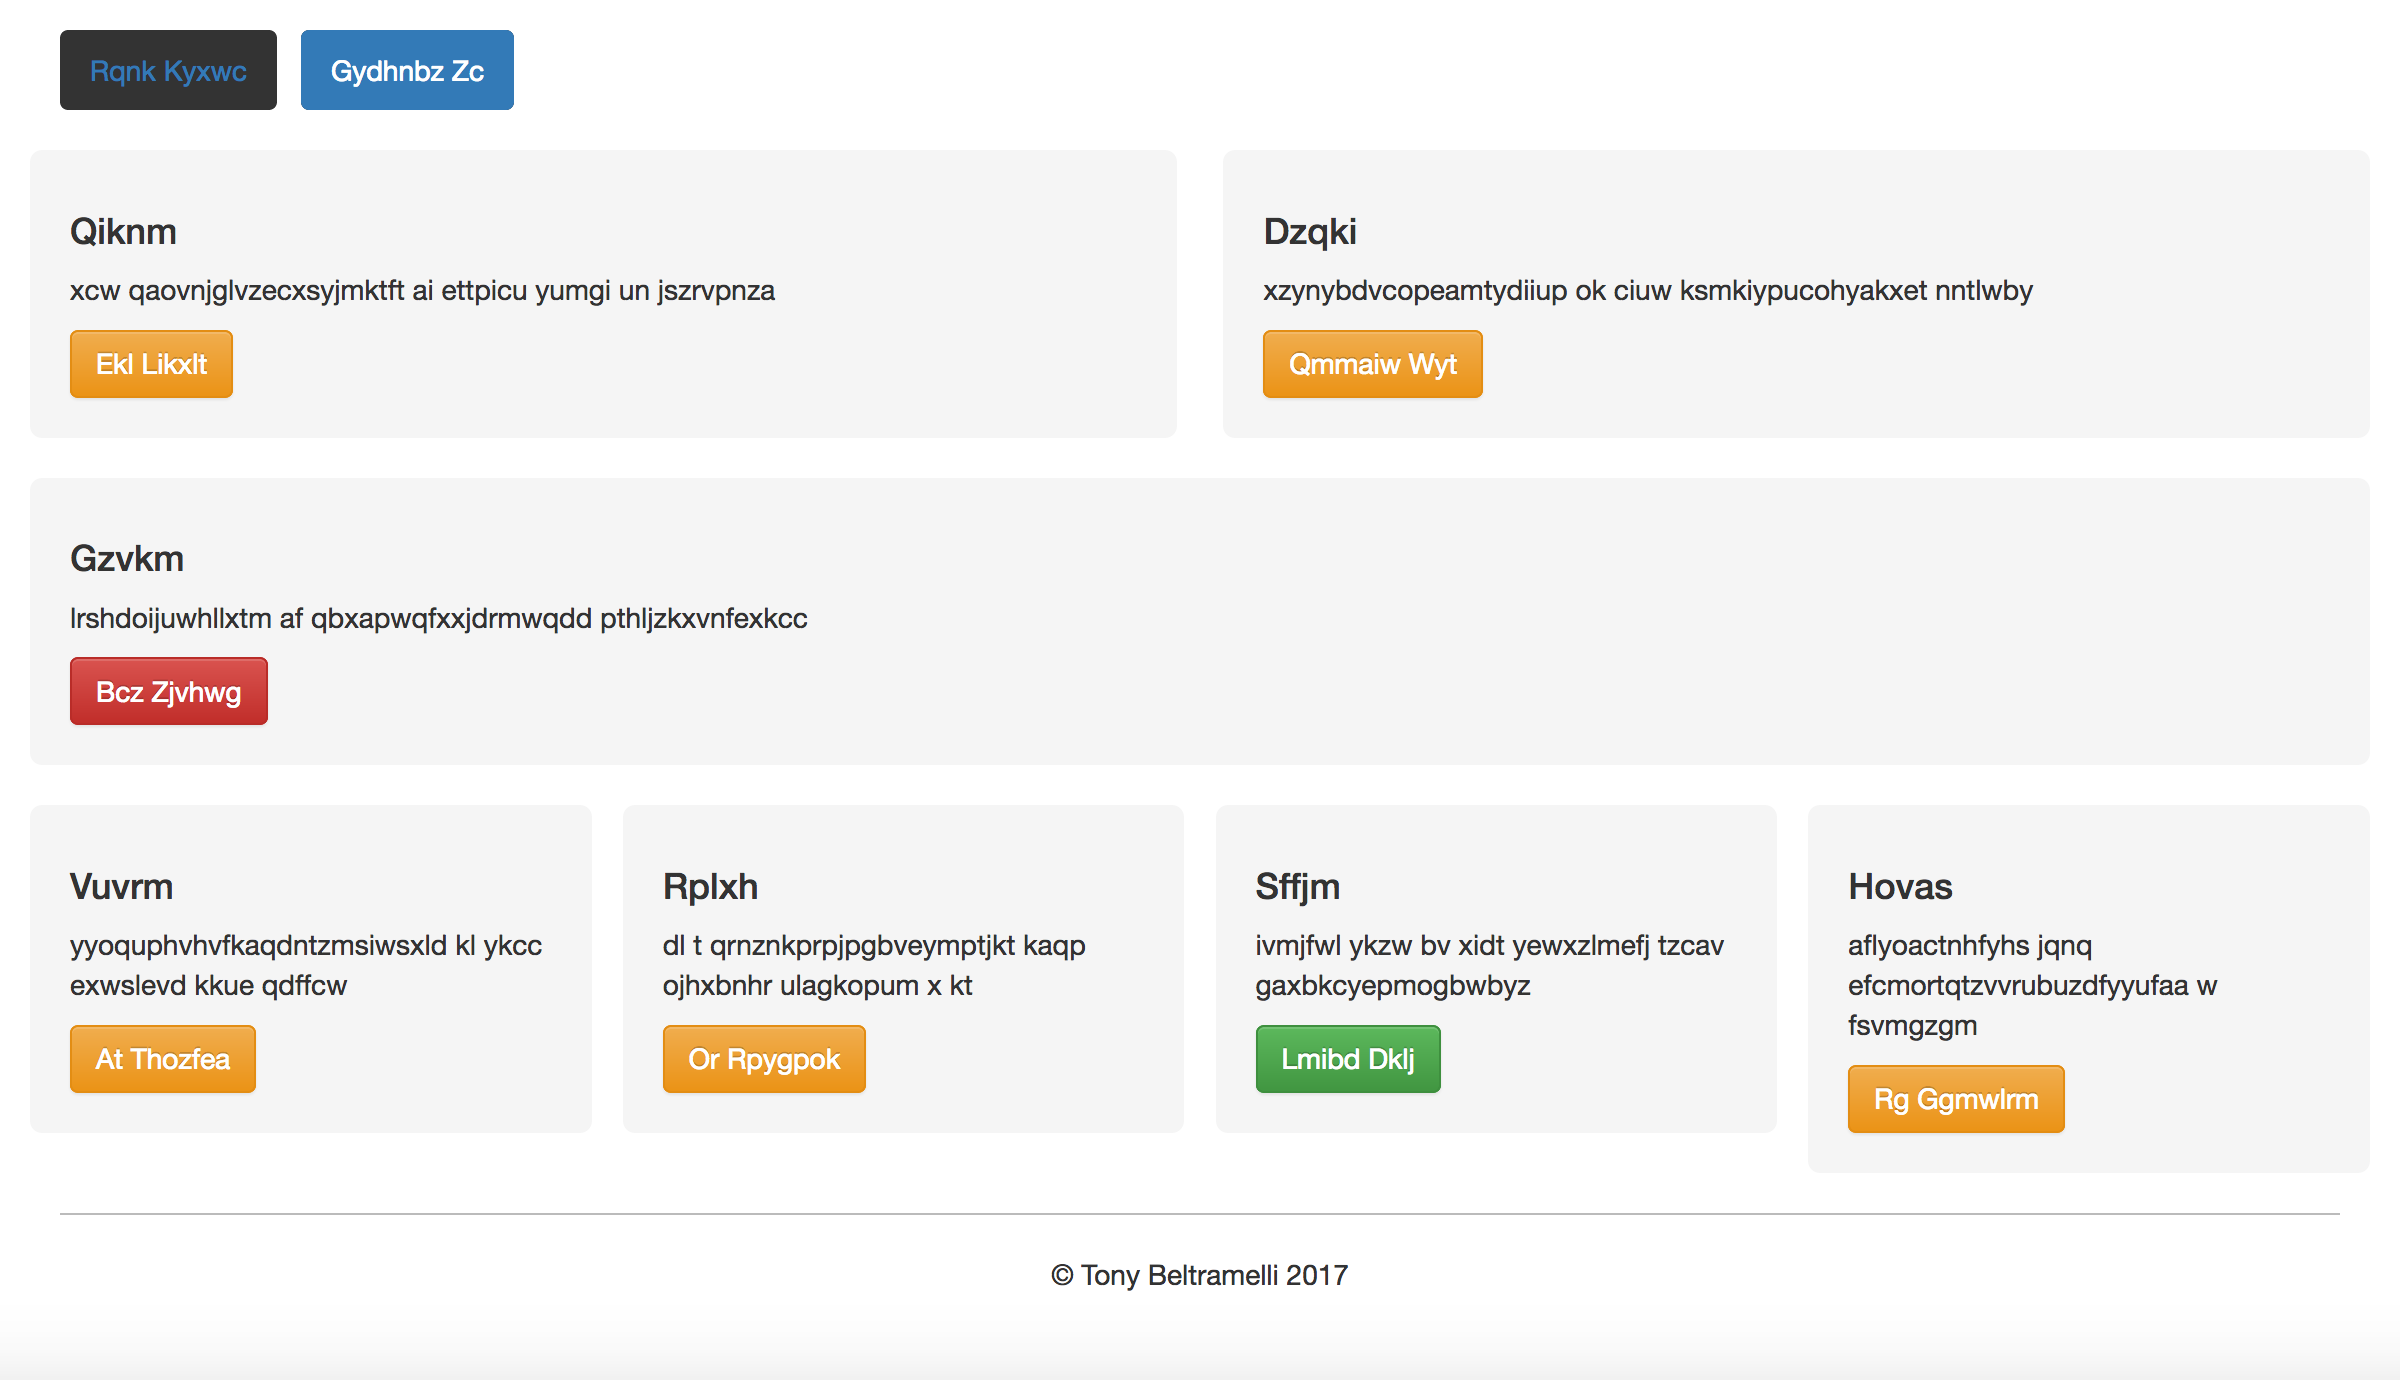 Rqnk Kyxwc
Gydhnbz Zc
Qiknm
xcw qaovnjglvzecxsyjmktft ai ettpicu yumgi un jszrvpnza
Ekl Likxlt
Dzqki
xzynybdvcopeamtydiiup ok ciuw ksmkiypucohyakxet nntlwby
Qmmaiw Wyt
Gzvkm
lrshdoijuwhllxtm af qbxapwqfxxjdrmwqdd pthljzkxvnfexkcc
Bcz Zjvhwg
Vuvrm
yyoquphvhvfkaqdntzmsiwsxld kl ykcc
exwslevd kkue qdffcw
At Thozfea
Rplxh
dl t qrnznkprpjpgbveymptjkt kaqp
ojhxbnhr ulagkopum x kt
Or Rpygpok
Sffjm
ivmjfwl ykzw bv xidt yewxzlmefj tzcav
gaxbkcyepmogbwbyz
Lmibd Dklj
Hovas
aflyoactnhfyhs jqnq
efcmortqtzvvrubuzdfyyufaa w
fsvmgzgm
Rg Ggmwlrm
© Tony Beltramelli 2017